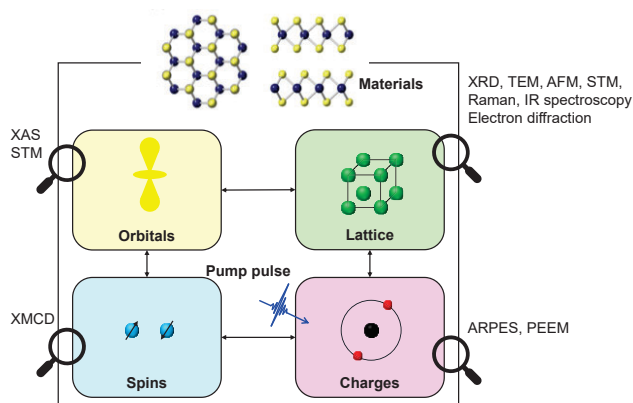 Materials
XRD, TEM, AFM, STM,
Raman, IR spectroscopy
Electron diffraction
XAS
STM
Orbitals
Lattice
Pump pulse
XMCD
ARPES, PEEM
Spins
Charges